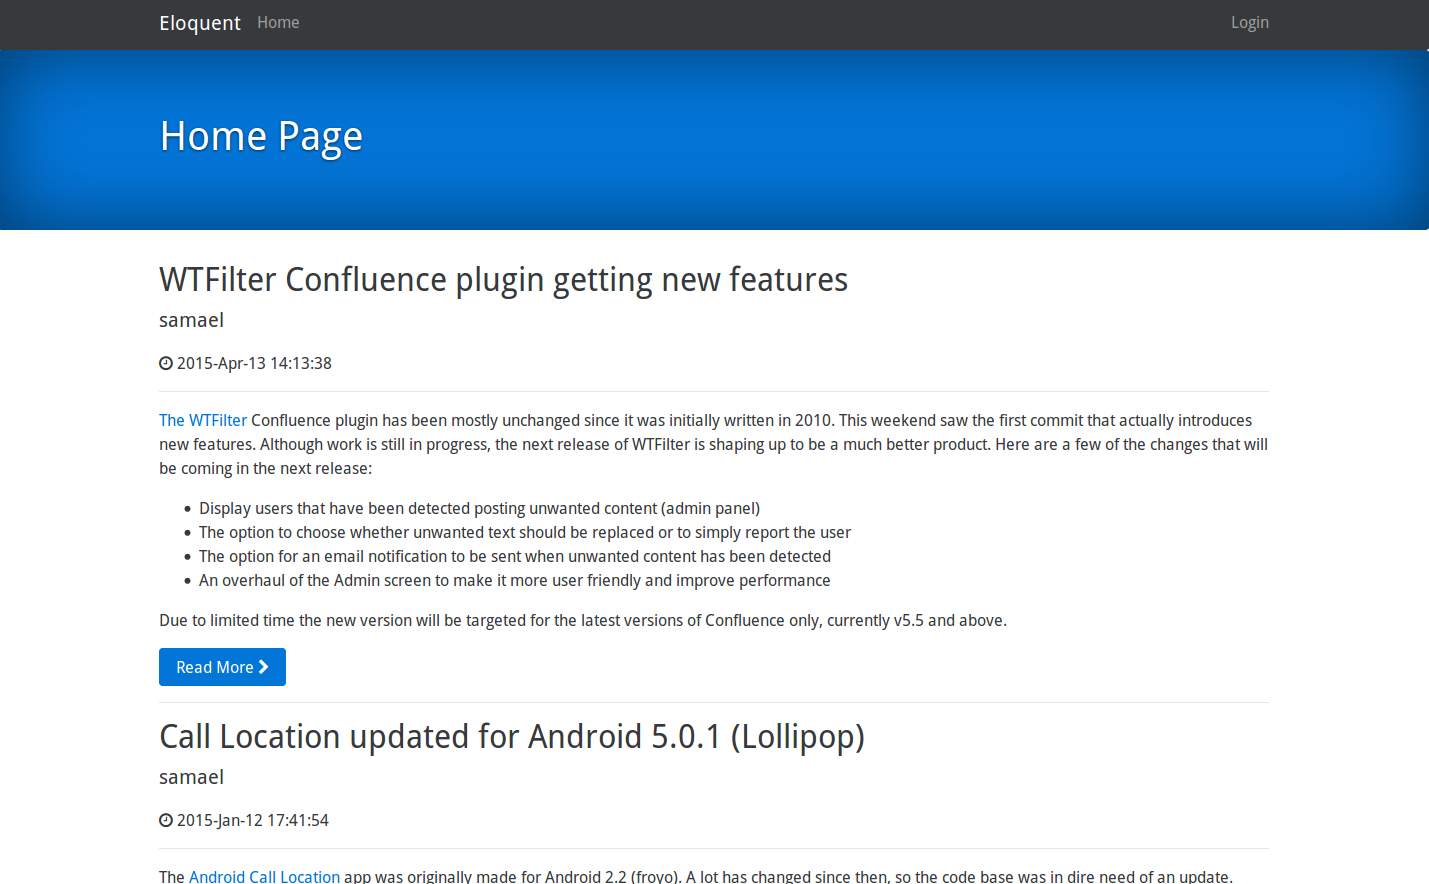 Eloquent Home Login
Home Page
WTFilter Confluence plugin getting new features
samael
2015-Apr-13 14:13:38
The WTFilter Confluence plugin has been mostly unchanged since it was initially written in 2010. This weekend saw the first commit that actually introduces
new features. Although work is still in progress, the next release of WTFilter is shaping up to be a much better product. Here are a few of the changes that will
be coming in the next release:
• Display users that have been detected posting unwanted content (admin panel)
• The option to choose whether unwanted text should be replaced or to simply report the user
• The option for an email notification to be sent when unwanted content has been detected
• An overhaul of the Admin screen to make it more user friendly and improve performance
Due to limited time the new version will be targeted for the latest versions of Confluence only, currently v5.5 and above.
Read More
Call Location updated for Android 5.0.1 (Lollipop)
samael
2015-Jan-12 17:41:54
The Android Call Location app was originally made for Android 2.2 (froyo). A lot has changed since then, so the code base was in dire need of an update.